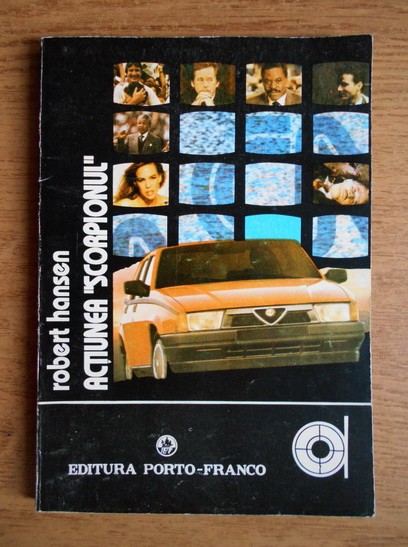 robert hansen
ACȚIUNEA "SCORPIONUL"
EDITURA PORTO-FRANCO